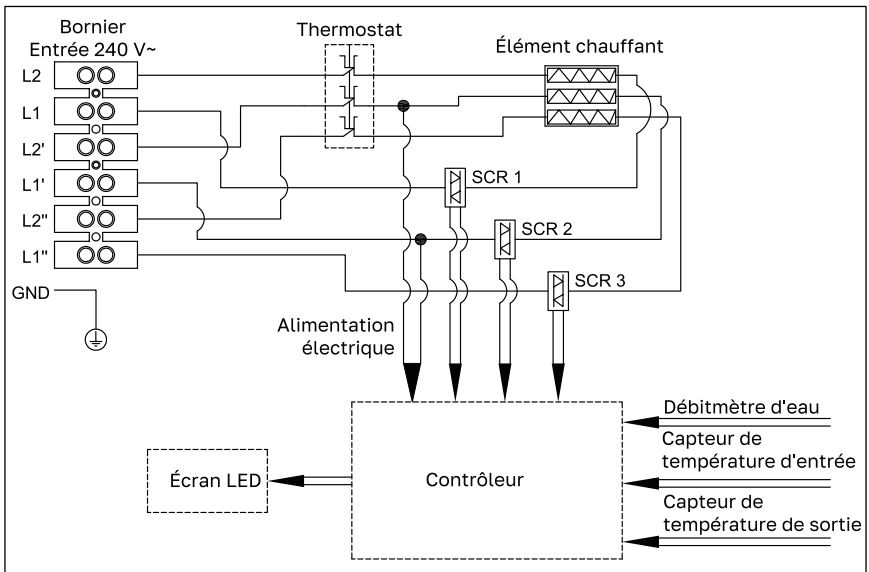 Bornier
Entrée 240 V~
Thermostat
Élément chauffant
L2
L1
L2'
L1'
L2"
L1"
GND
SCR 1
SCR 2
SCR 3
Alimentation
électrique
Débitmètre d'eau
Capteur de
température d'entrée
Capteur de
température de sortie
Contrôleur
Écran LED